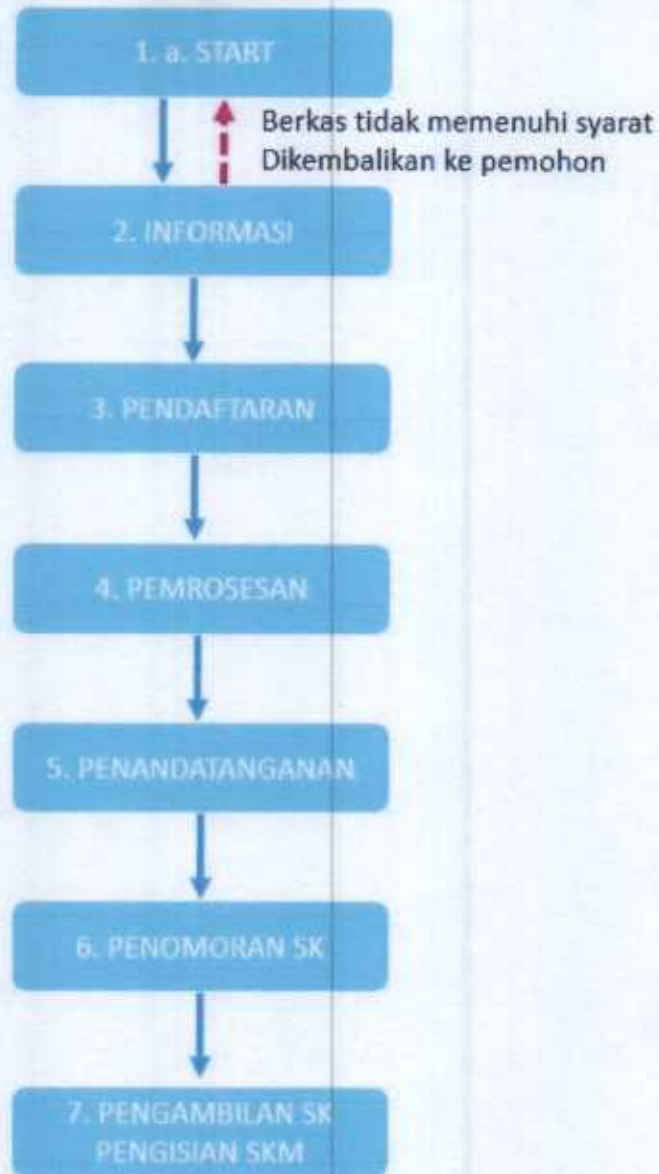 1. a. START
Berkas tidak memenuhi syarat
Dikembalikan ke pemohon
2. INFORMASI
3. PENDAFTARAN
4. PEMROSESAN
5. PENANDATANGANAN
6. PENOMORAN SK
7. PENGAMBILAN SK
PENGISIAN SKM